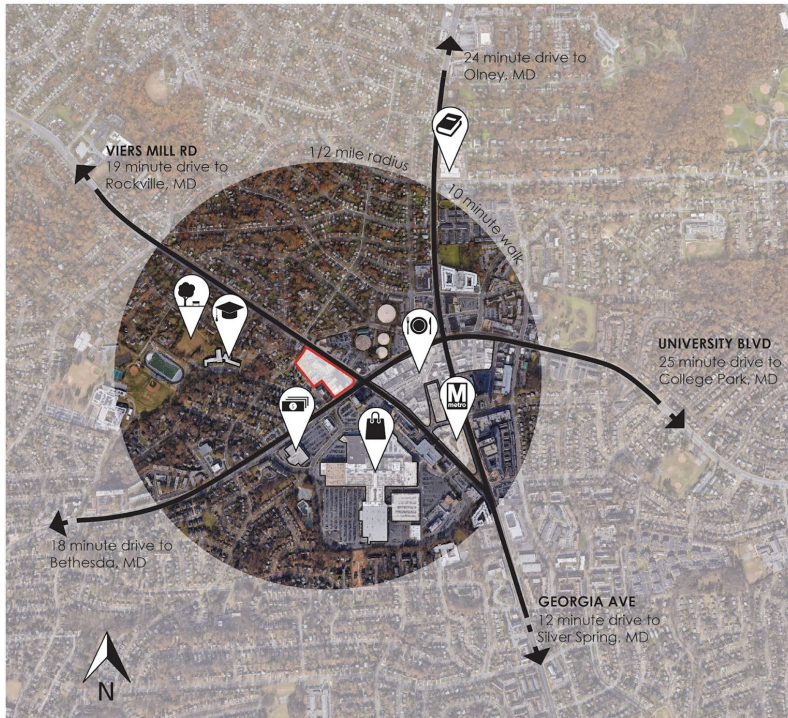 24 minute drive to
Olney, MD
VIERS MILL RD
19 minute drive to
Rockville, MD
1/2 mile radius
10 minute walk
UNIVERSITY BLVD
25 minute drive to
College Park, MD
M
metro
18 minute drive to
Bethesda, MD
GEORGIA AVE
12 minute drive to
Silver Spring, MD
N